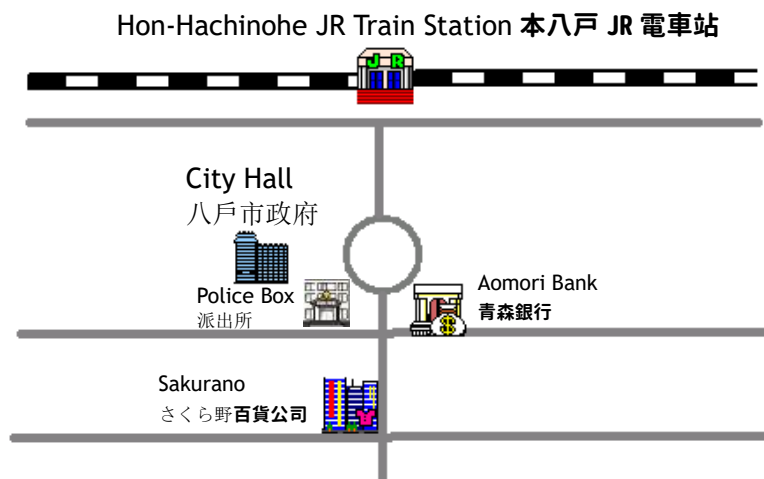 Hon-Hachinohe JR Train Station 本八戸 JR 電車站
J R
City Hall
八戶市政府
Police Box
派出所
Aomori Bank
青森銀行
$
Sakurano
さくら野百貨公司